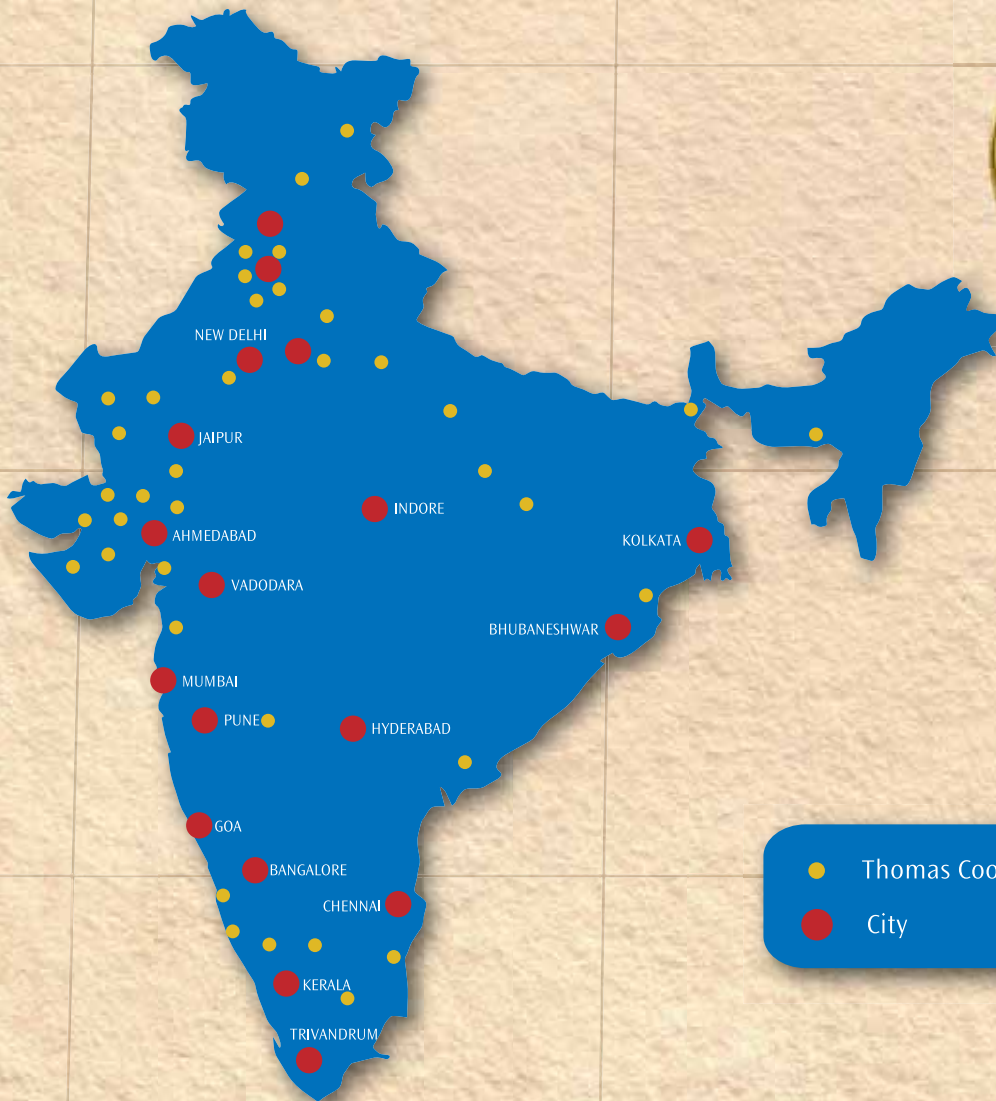 NEW DELHI
JAIPUR
INDORE
AHMEDABAD
KOLKATA
VADODARA
BHUBANESHWAR
MUMBAI
PUNE
HYDERABAD
GOA
BANGALORE
CHENNAI
KERALA
TRIVANDRUM
Thomas Coo
City